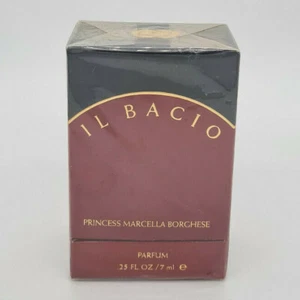 IL BACIO
PRINCESS MARCELLA BORGHESE
PARFUM
.25 FL OZ/7 ml ℮